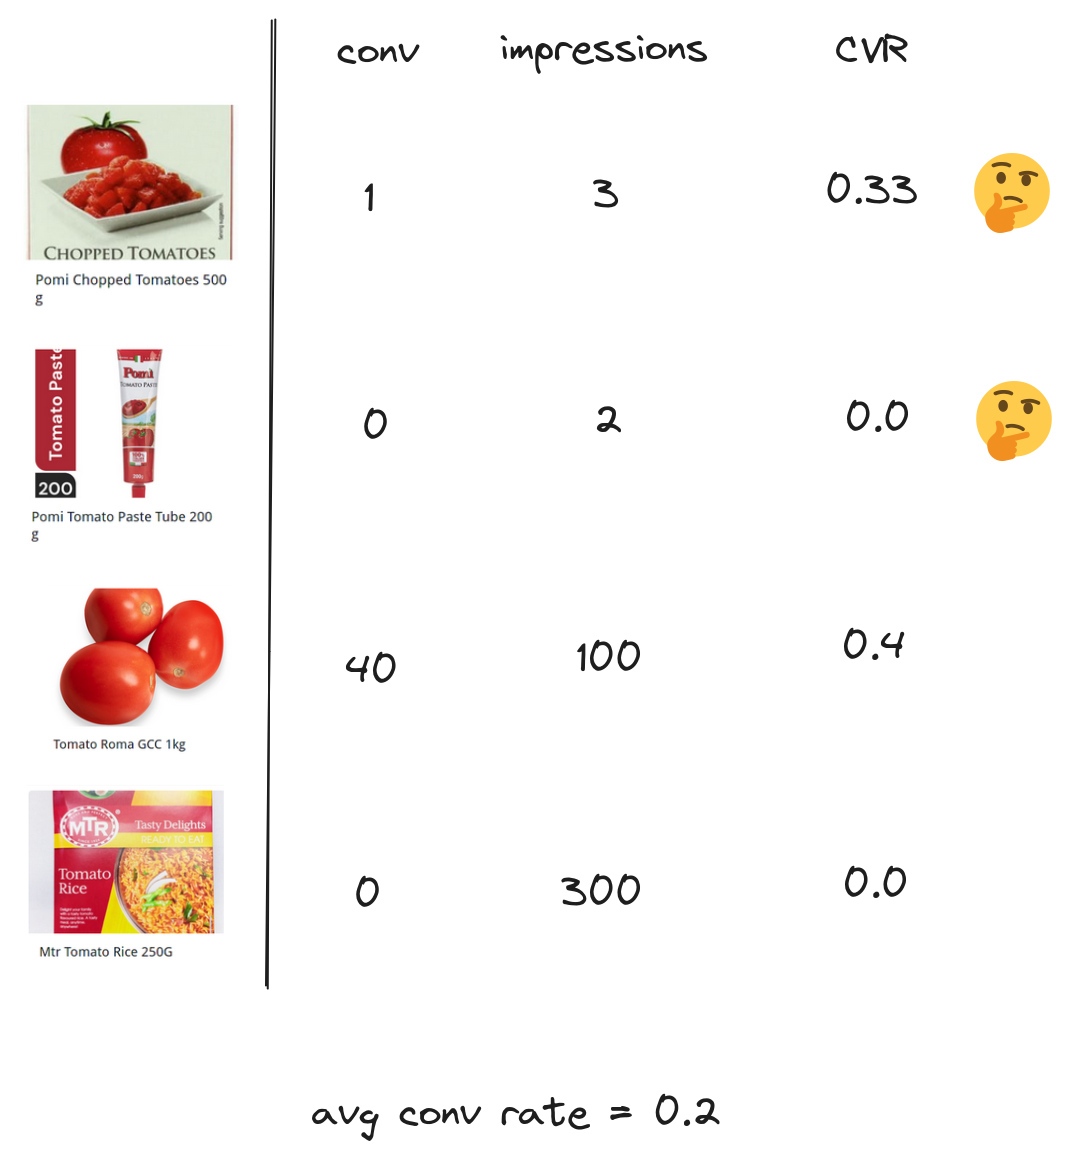 conv impressions CVR
CHOPPED TOMATOES
Pomi Chopped Tomatoes 500
g
1 3 0.33
Tomato Paste
200
Pomi
TOMATO PASTE
Pomi Tomato Paste Tube 200
g
0 2 0.0
Tomato Roma GCC 1kg
40 100 0.4
MTR
Tasty Delights
READY TO EAT
Tomato
Rice
Mtr Tomato Rice 250G
0 300 0.0
avg conv rate = 0.2